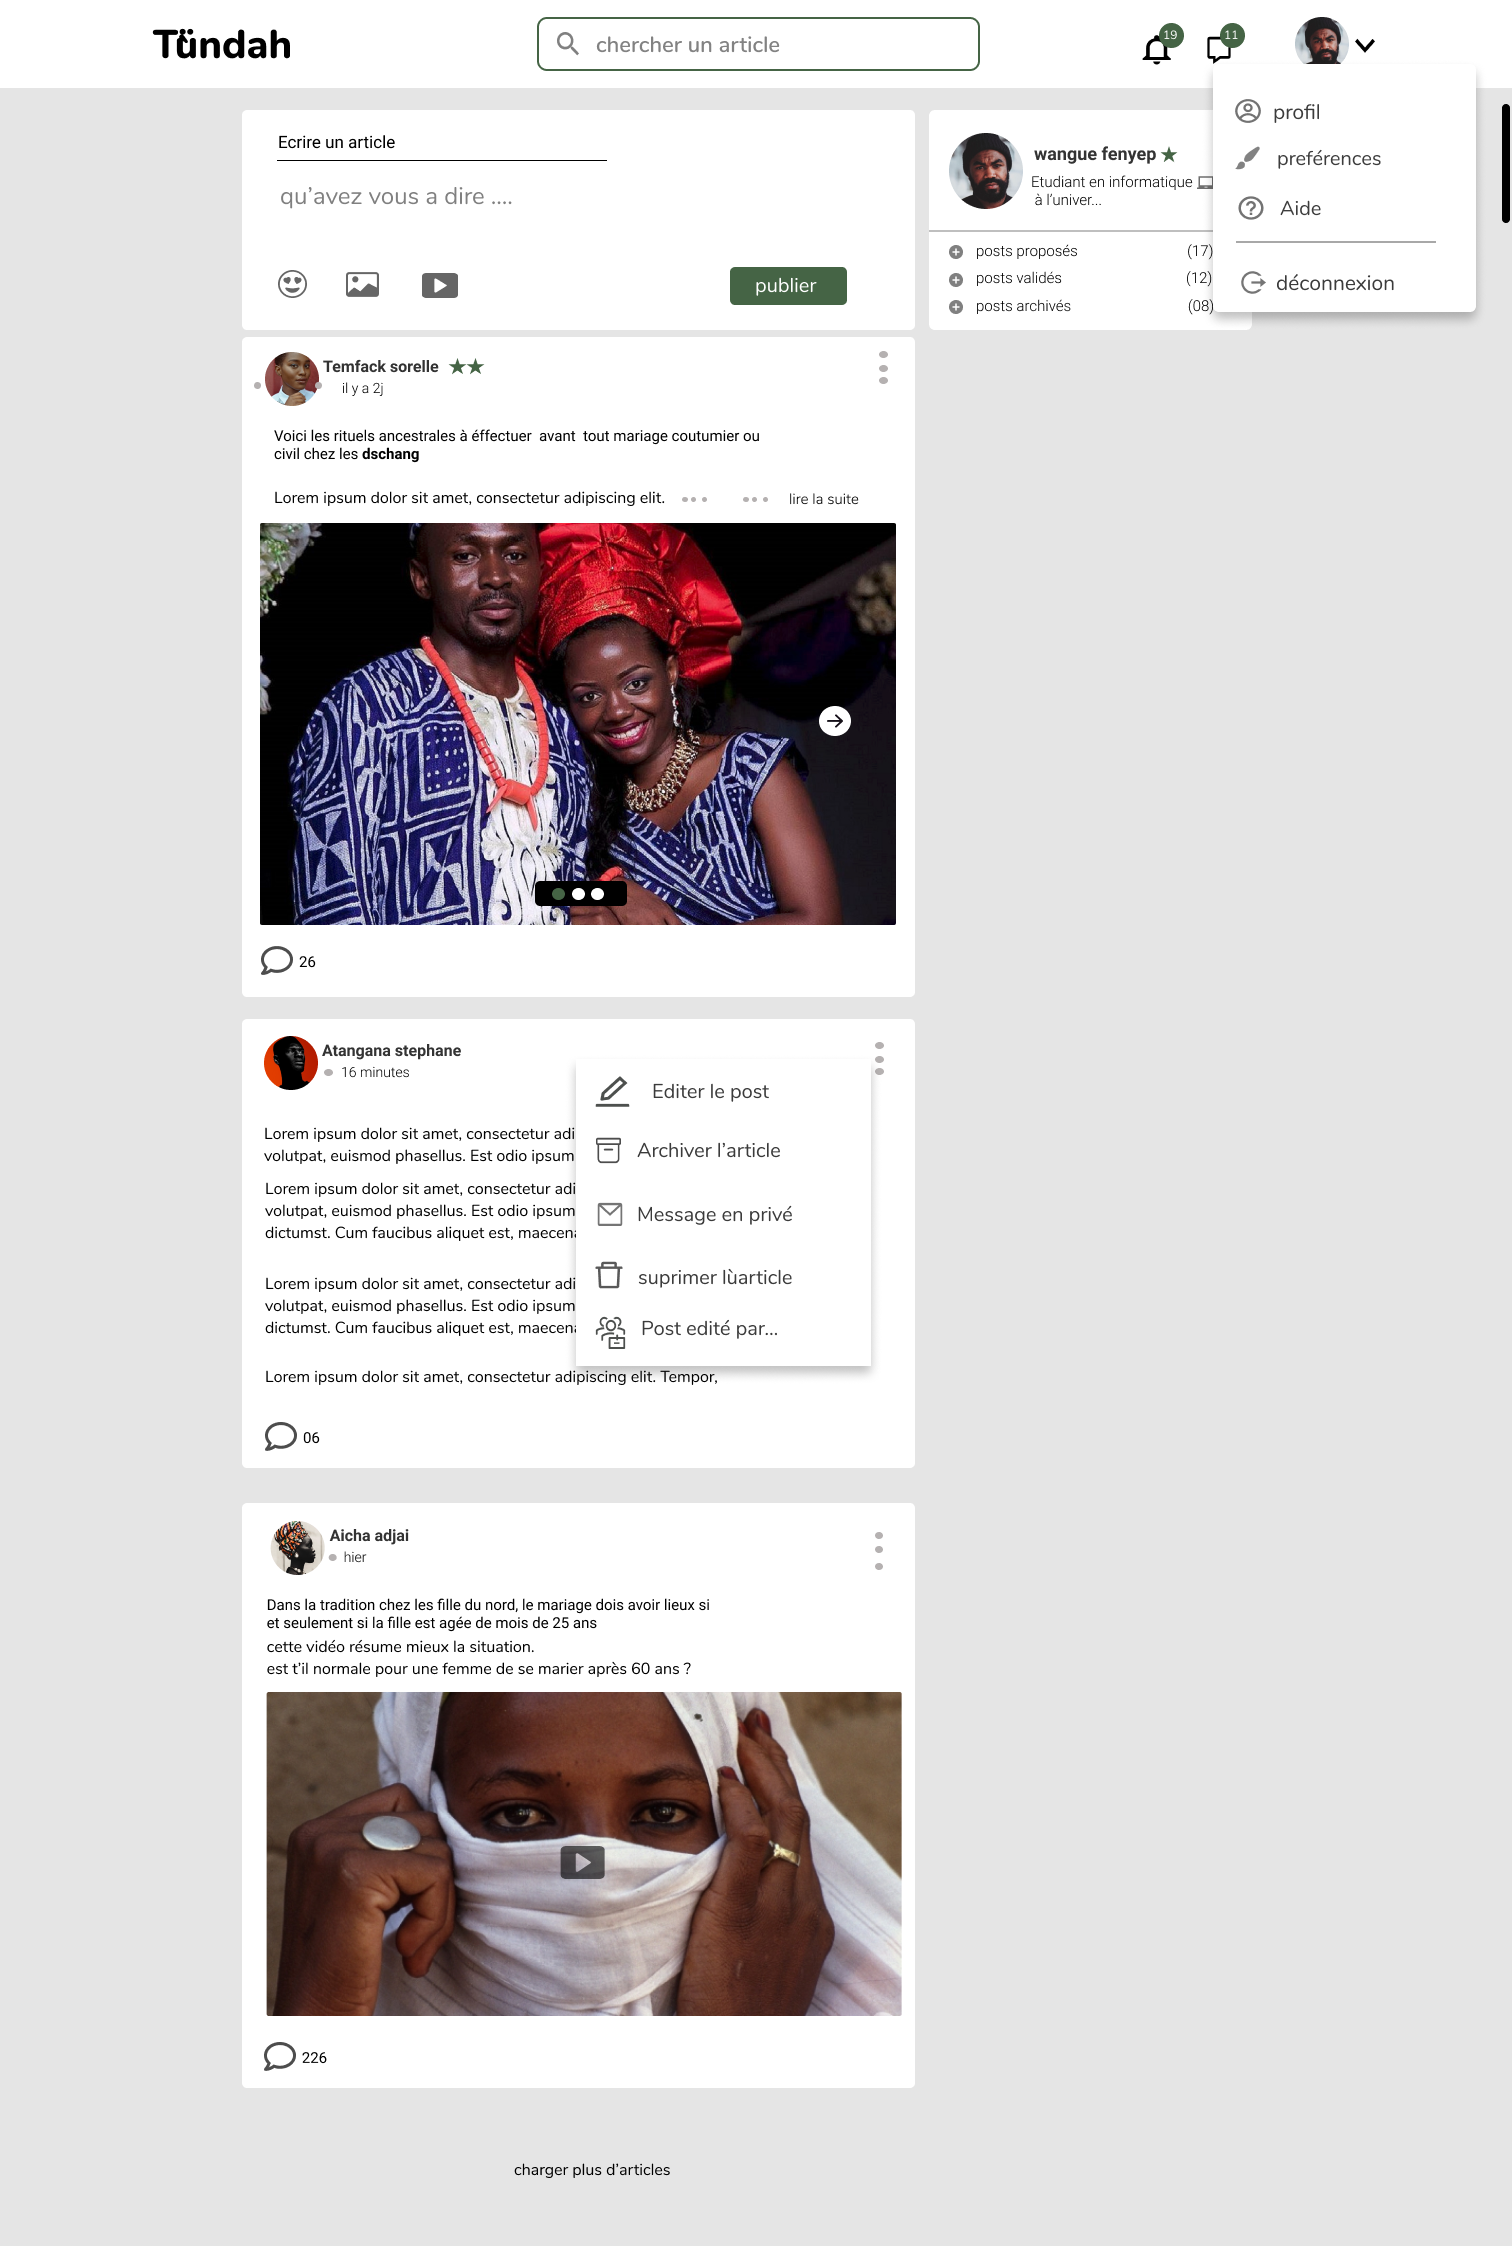 Tündah
chercher un article
19
11
profil
preférences
Aide
déconnexion
Ecrire un article
qu’avez vous a dire ....
publier
wangue fenyep
Etudiant en informatique
à l’univer...
posts proposés (17)
posts validés (12)
posts archivés (08)
Temfack sorelle
il y a 2j
Voici les rituels ancestrales à éffectuer avant tout mariage coutumier ou
civil chez les dschang
Lorem ipsum dolor sit amet, consectetur adipiscing elit. lire la suite
26
Atangana stephane
16 minutes
Lorem ipsum dolor sit amet, consectetur adi
volutpat, euismod phasellus. Est odio ipsum
Lorem ipsum dolor sit amet, consectetur adi
volutpat, euismod phasellus. Est odio ipsum
dictumst. Cum faucibus aliquet est, maecena
Lorem ipsum dolor sit amet, consectetur adi
volutpat, euismod phasellus. Est odio ipsum
dictumst. Cum faucibus aliquet est, maecena
Lorem ipsum dolor sit amet, consectetur adipiscing elit. Tempor,
Editer le post
Archiver l’article
Message en privé
suprimer lùarticle
Post edité par...
06
Aicha adjai
hier
Dans la tradition chez les fille du nord, le mariage dois avoir lieux si
et seulement si la fille est agée de mois de 25 ans
cette vidéo résume mieux la situation.
est t’il normale pour une femme de se marier après 60 ans ?
226
charger plus d’articles